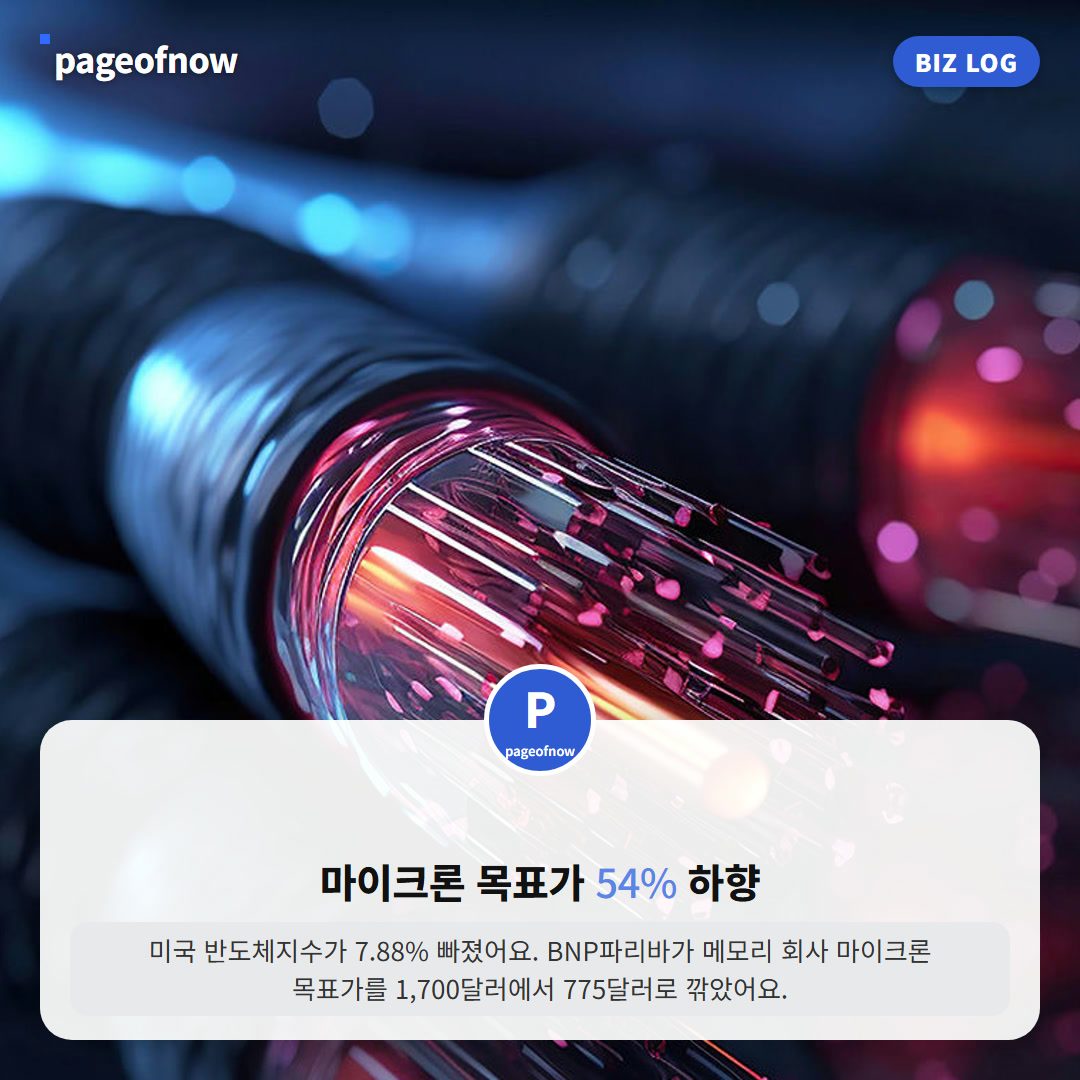 pageofnow
BIZ LOG
P
pageofnow
마이크론 목표가 54% 하향
미국 반도체지수가 7.88% 빠졌어요. BNP파리바가 메모리 회사 마이크론
목표가를 1,700달러에서 775달러로 깎았어요.